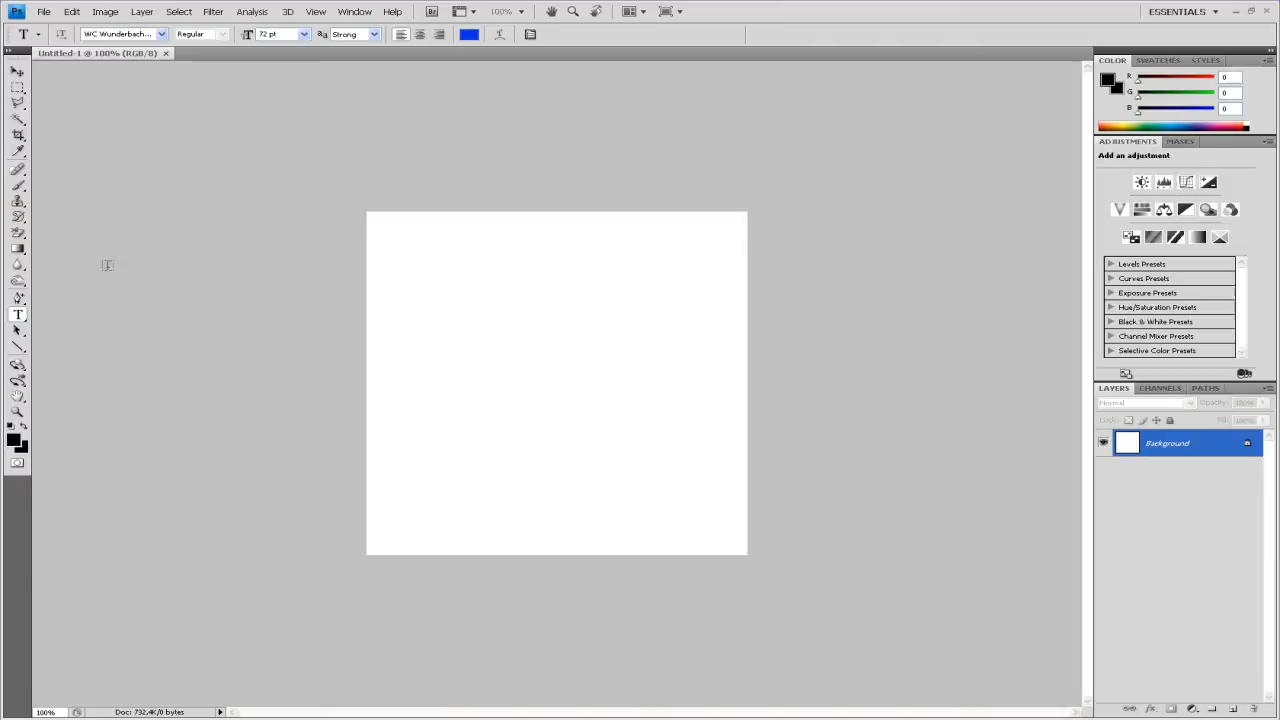 Ps File Edit Image Layer Select Filter Analysis 3D View Window Help Br 100% ESSENTIALS
T WC Wunderbach... Regular 72 pt aa Strong
Untitled-1 @ 100% (RGB/8)
COLOR SWATCHES STYLES
R 0
G 0
B 0
ADJUSTMENTS MASKS
Add an adjustment
Levels Presets
Curves Presets
Exposure Presets
Hue/Saturation Presets
Black & White Presets
Channel Mixer Presets
Selective Color Presets
LAYERS CHANNELS PATHS
Normal Opacity: 100%
Lock: Fill: 100%
Background
100% Doc: 732,4K/0 bytes